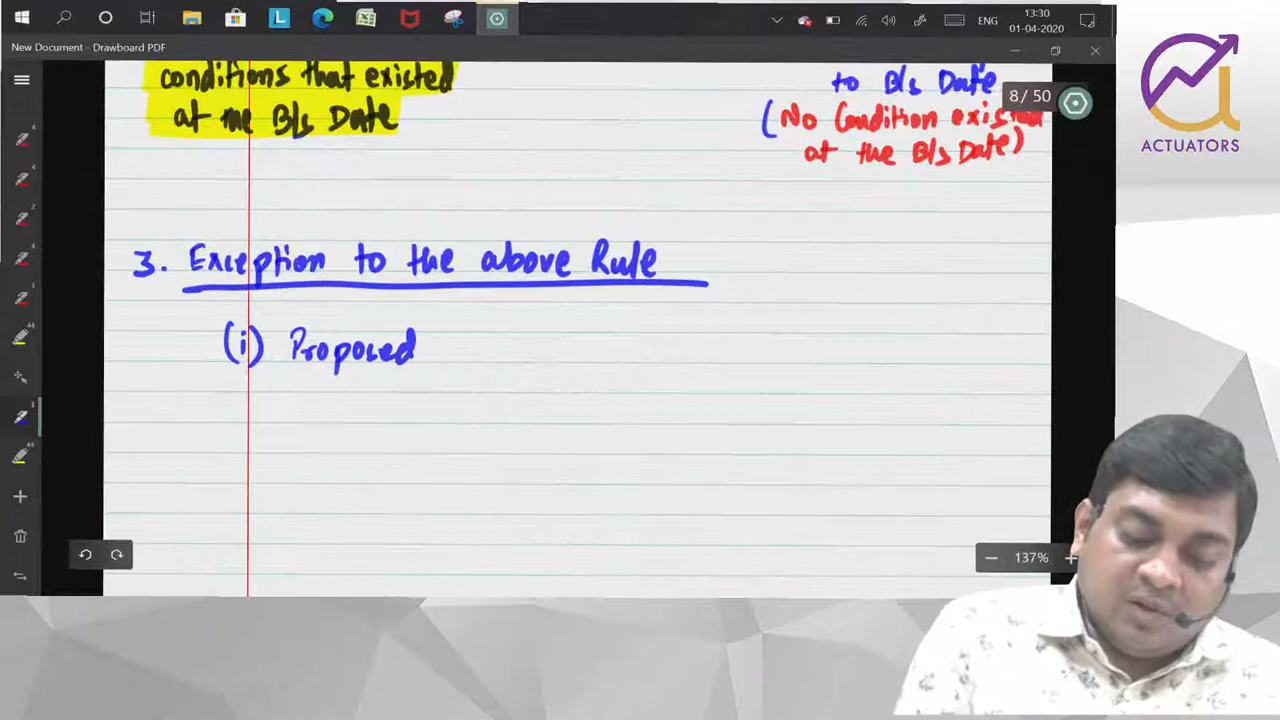 13:30
ENG
01-04-2020
New Document - Drawboard PDF
conditions that existed
at the B/s Date
to B/s Date
8 / 50
(No Condition existed
at the B/s Date)
ACTUATORS
3. Exception to the above Rule
(i) Proposed
137%